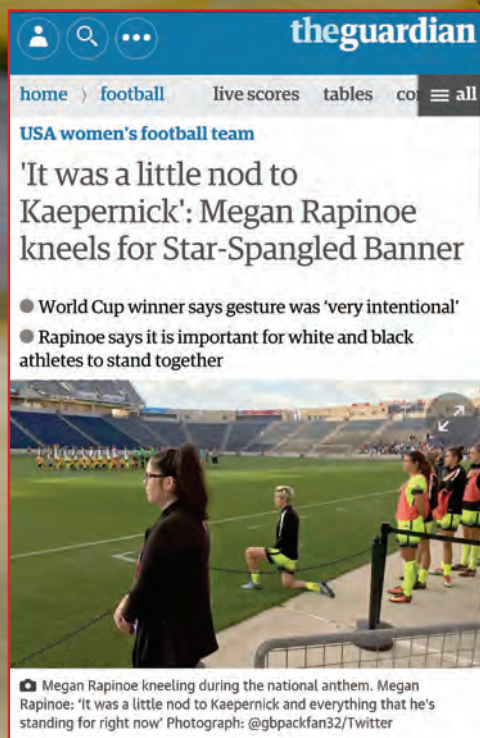 theguardian
home › football live scores tables co all
USA women's football team
'It was a little nod to
Kaepernick': Megan Rapinoe
kneels for Star-Spangled Banner
● World Cup winner says gesture was 'very intentional'
● Rapinoe says it is important for white and black
athletes to stand together
Megan Rapinoe kneeling during the national anthem. Megan
Rapinoe: 'It was a little nod to Kaepernick and everything that he's
standing for right now' Photograph: @gbpackfan32/Twitter